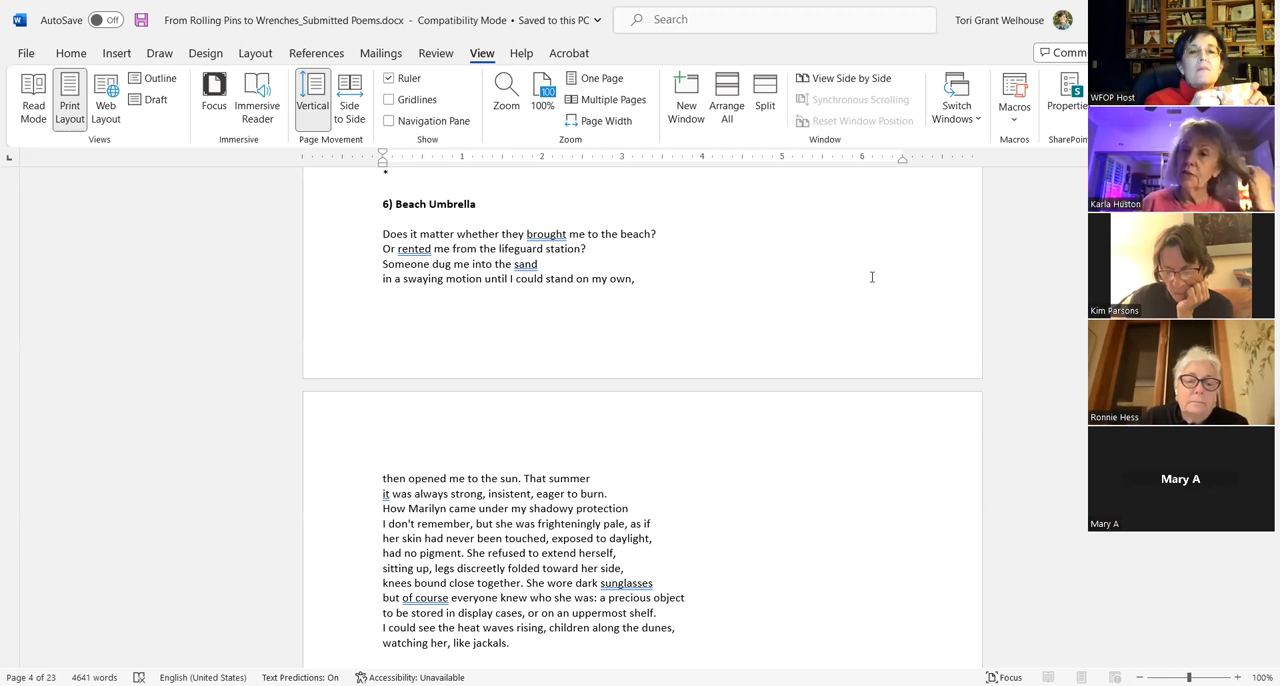 AutoSave Off From Rolling Pins to Wrenches_Submitted Poems.docx - Compatibility Mode • Saved to this PC Search Tori Grant Welhouse
File Home Insert Draw Design Layout References Mailings Review View Help Acrobat Comm
Read Mode
Print Layout
Web Layout
Outline
Draft
Views
Focus
Immersive Reader
Immersive
Vertical
Side to Side
Page Movement
Ruler
Gridlines
Navigation Pane
Show
Zoom
100
100%
One Page
Multiple Pages
Page Width
Zoom
New Window
Arrange All
Split
View Side by Side
Synchronous Scrolling
Reset Window Position
Window
Switch Windows
Macros
Macros
Propertie
SharePoin
1 2 3 4 5 6
*
6) Beach Umbrella
Does it matter whether they brought me to the beach?
Or rented me from the lifeguard station?
Someone dug me into the sand
in a swaying motion until I could stand on my own,
then opened me to the sun. That summer
it was always strong, insistent, eager to burn.
How Marilyn came under my shadowy protection
I don't remember, but she was frighteningly pale, as if
her skin had never been touched, exposed to daylight,
had no pigment. She refused to extend herself,
sitting up, legs discreetly folded toward her side,
knees bound close together. She wore dark sunglasses
but of course everyone knew who she was: a precious object
to be stored in display cases, or on an uppermost shelf.
I could see the heat waves rising, children along the dunes,
watching her, like jackals.
WFOP Host
Karla Huston
Kim Parsons
Ronnie Hess
Mary A
Mary A
Page 4 of 23 4641 words English (United States) Text Predictions: On Accessibility: Unavailable Focus 100%